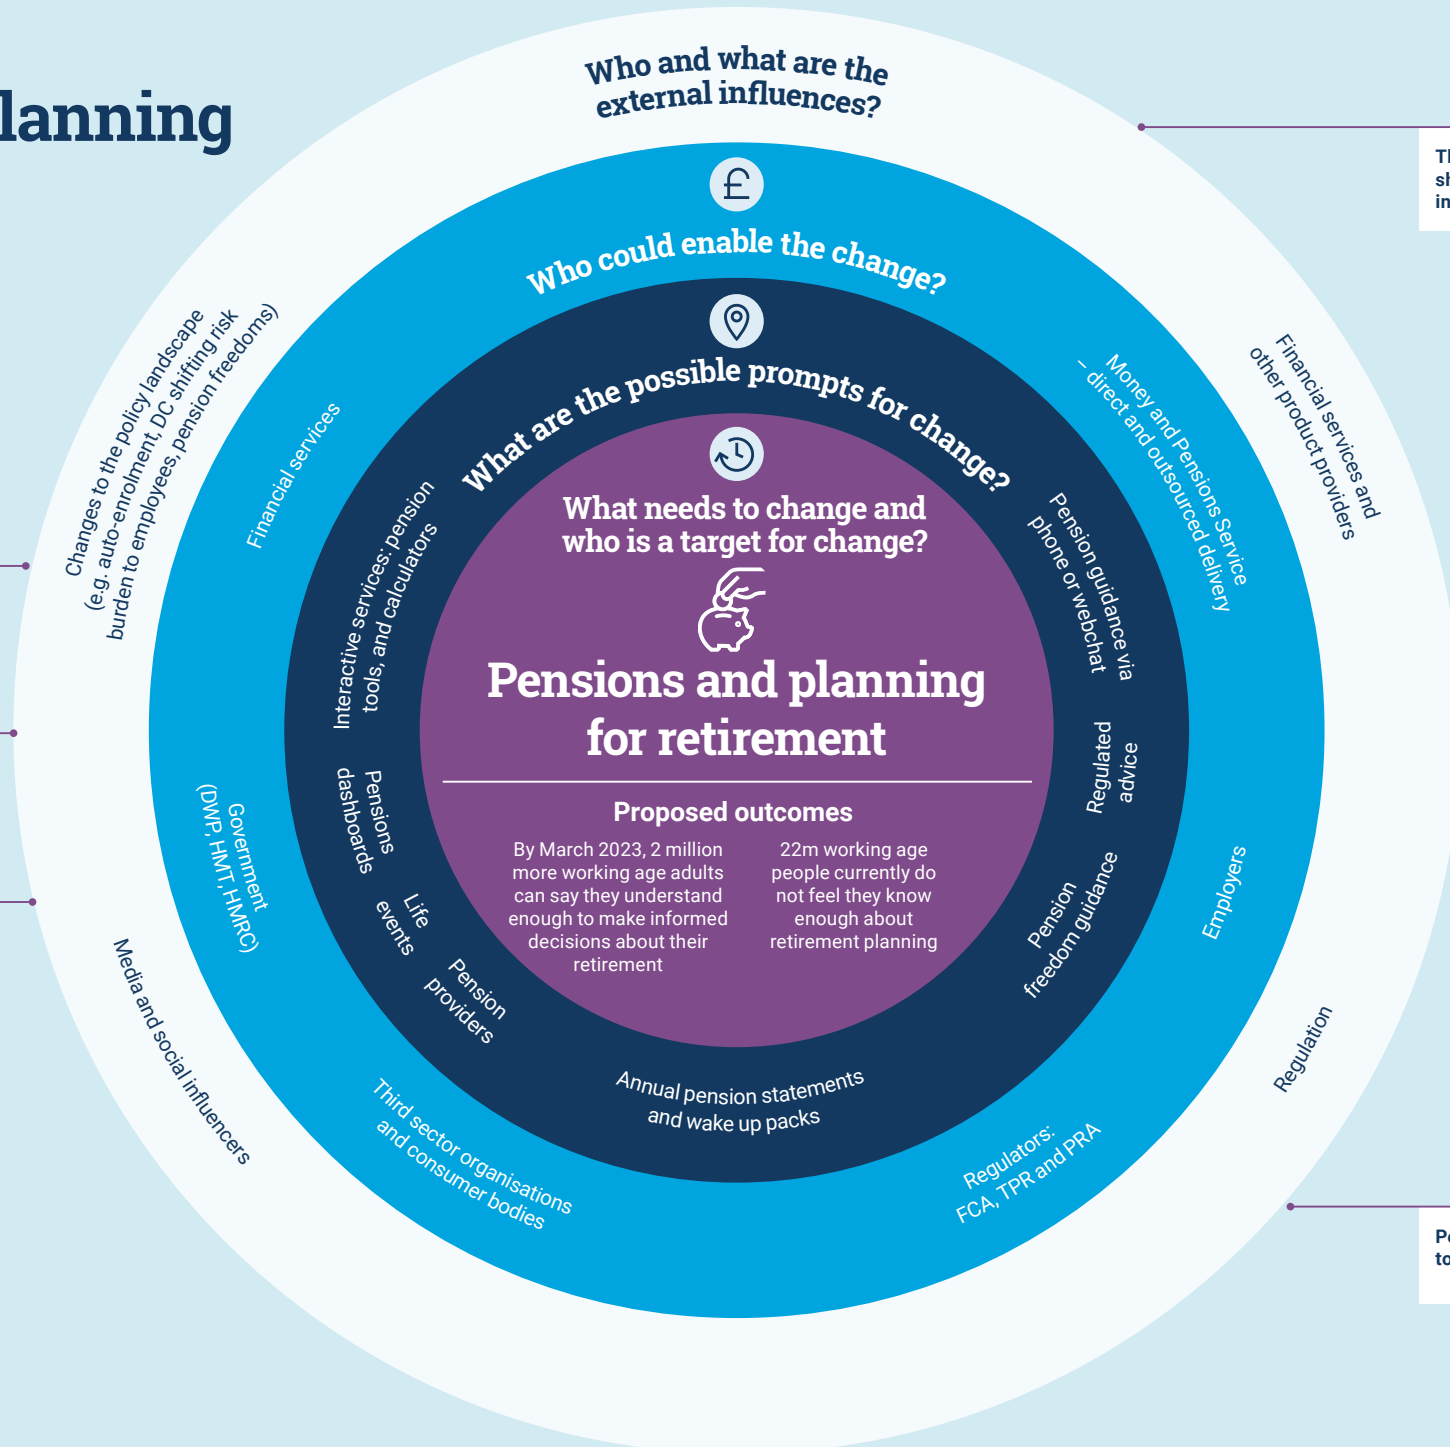 lanning
Who and what are the
external influences?
£
Who could enable the change?
What are the possible prompts for change?
What needs to change and
who is a target for change?
Pensions and planning
for retirement
Proposed outcomes
By March 2023, 2 million
more working age adults
can say they understand
enough to make informed
decisions about their
retirement
22m working age
people currently do
not feel they know
enough about
retirement planning
Interactive services: pension
tools, and calculators
Pensions
dashboards
Life
events
Pension
providers
Annual pension statements
and wake up packs
Pension
freedom guidance
Regulated
advice
Pension guidance via
phone or webchat
Financial services
Government
(DWP, HMT, HMRC)
Third sector organisations
and consumer bodies
Regulators:
FCA, TPR and PRA
Employers
Money and Pensions Service
– direct and outsourced delivery
Changes to the policy landscape
(e.g. auto-enrolment, DC shifting risk
burden to employees, pension freedoms)
Media and social influencers
Regulation
Financial services and
other product providers